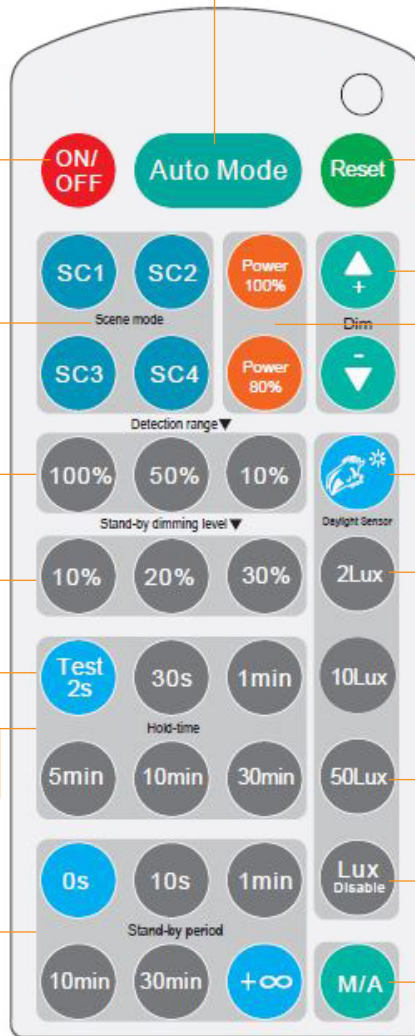 ON/
OFF
Auto Mode
Reset
SC1
SC2
Power
100%
+
Scene mode
Dim
SC3
SC4
Power
80%
-
Detection range▼
100%
50%
10%
Daylight Sensor
Stand-by dimming level ▼
10%
20%
30%
2Lux
Test
2s
30s
1min
10Lux
Hold-time
5min
10min
30min
50Lux
0s
10s
1min
Lux
Disable
Stand-by period
10min
30min
+∞
M/A